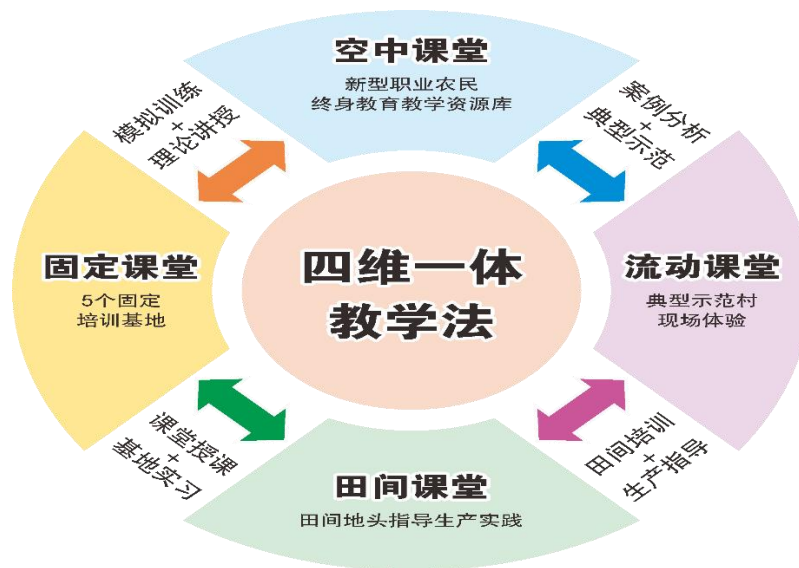 空中课堂
新型职业农民
终身教育教学资源库
模拟训练
+
理论讲授
案例分析
+
典型示范
固定课堂
5个固定
培训基地
四维一体
教学法
流动课堂
典型示范村
现场体验
课堂授课
+
基地实习
田间培训
+
生产指导
田间课堂
田间地头指导生产实践